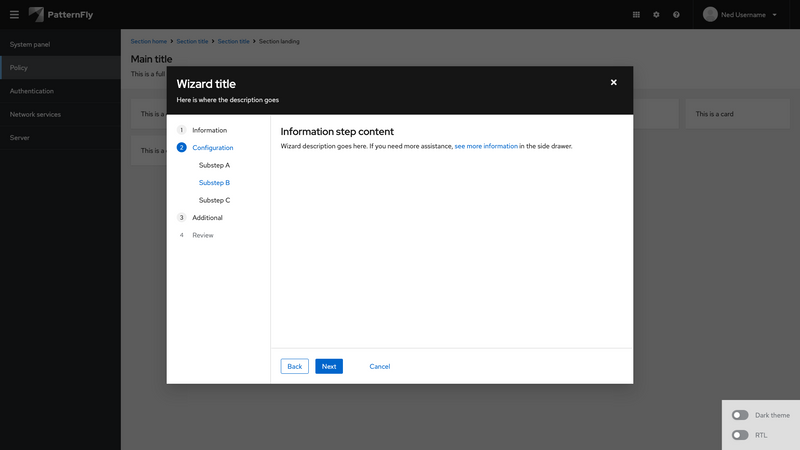 PatternFly
Ned Username
System panel
Policy
Authentication
Network services
Server
Section home
Section title
Section title
Section landing
Main title
This is a full
This is a
This is a card
This is a
Wizard title
Here is where the description goes
1 Information
2 Configuration
Substep A
Substep B
Substep C
3 Additional
4 Review
Information step content
Wizard description goes here. If you need more assistance, see more information in the side drawer.
Back
Next
Cancel
Dark theme
RTL